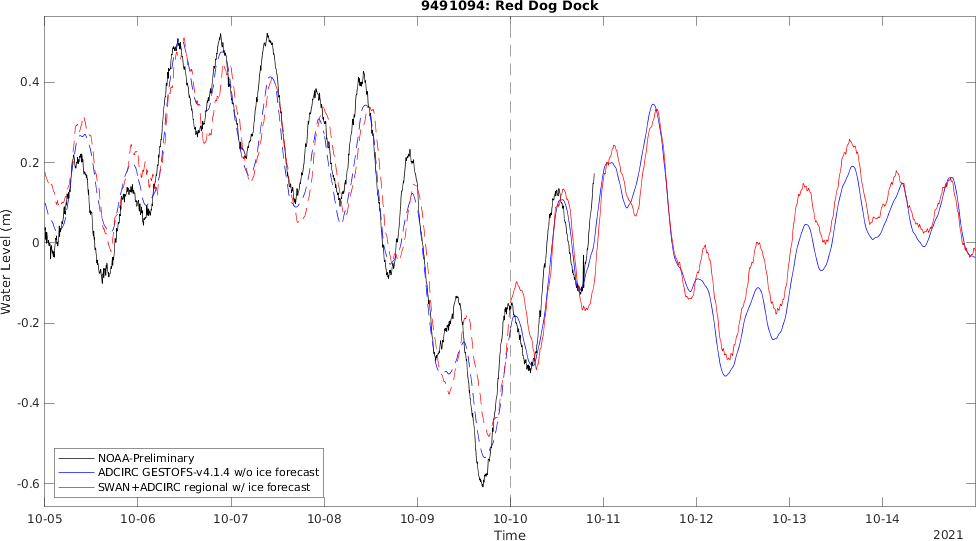 9491094: Red Dog Dock
Water Level (m)
0.4
0.2
0
-0.2
-0.4
-0.6
NOAA-Preliminary
ADCIRC GESTOFS-v4.1.4 w/o ice forecast
SWAN+ADCIRC regional w/ ice forecast
10-05 10-06 10-07 10-08 10-09 10-10 10-11 10-12 10-13 10-14
Time
2021